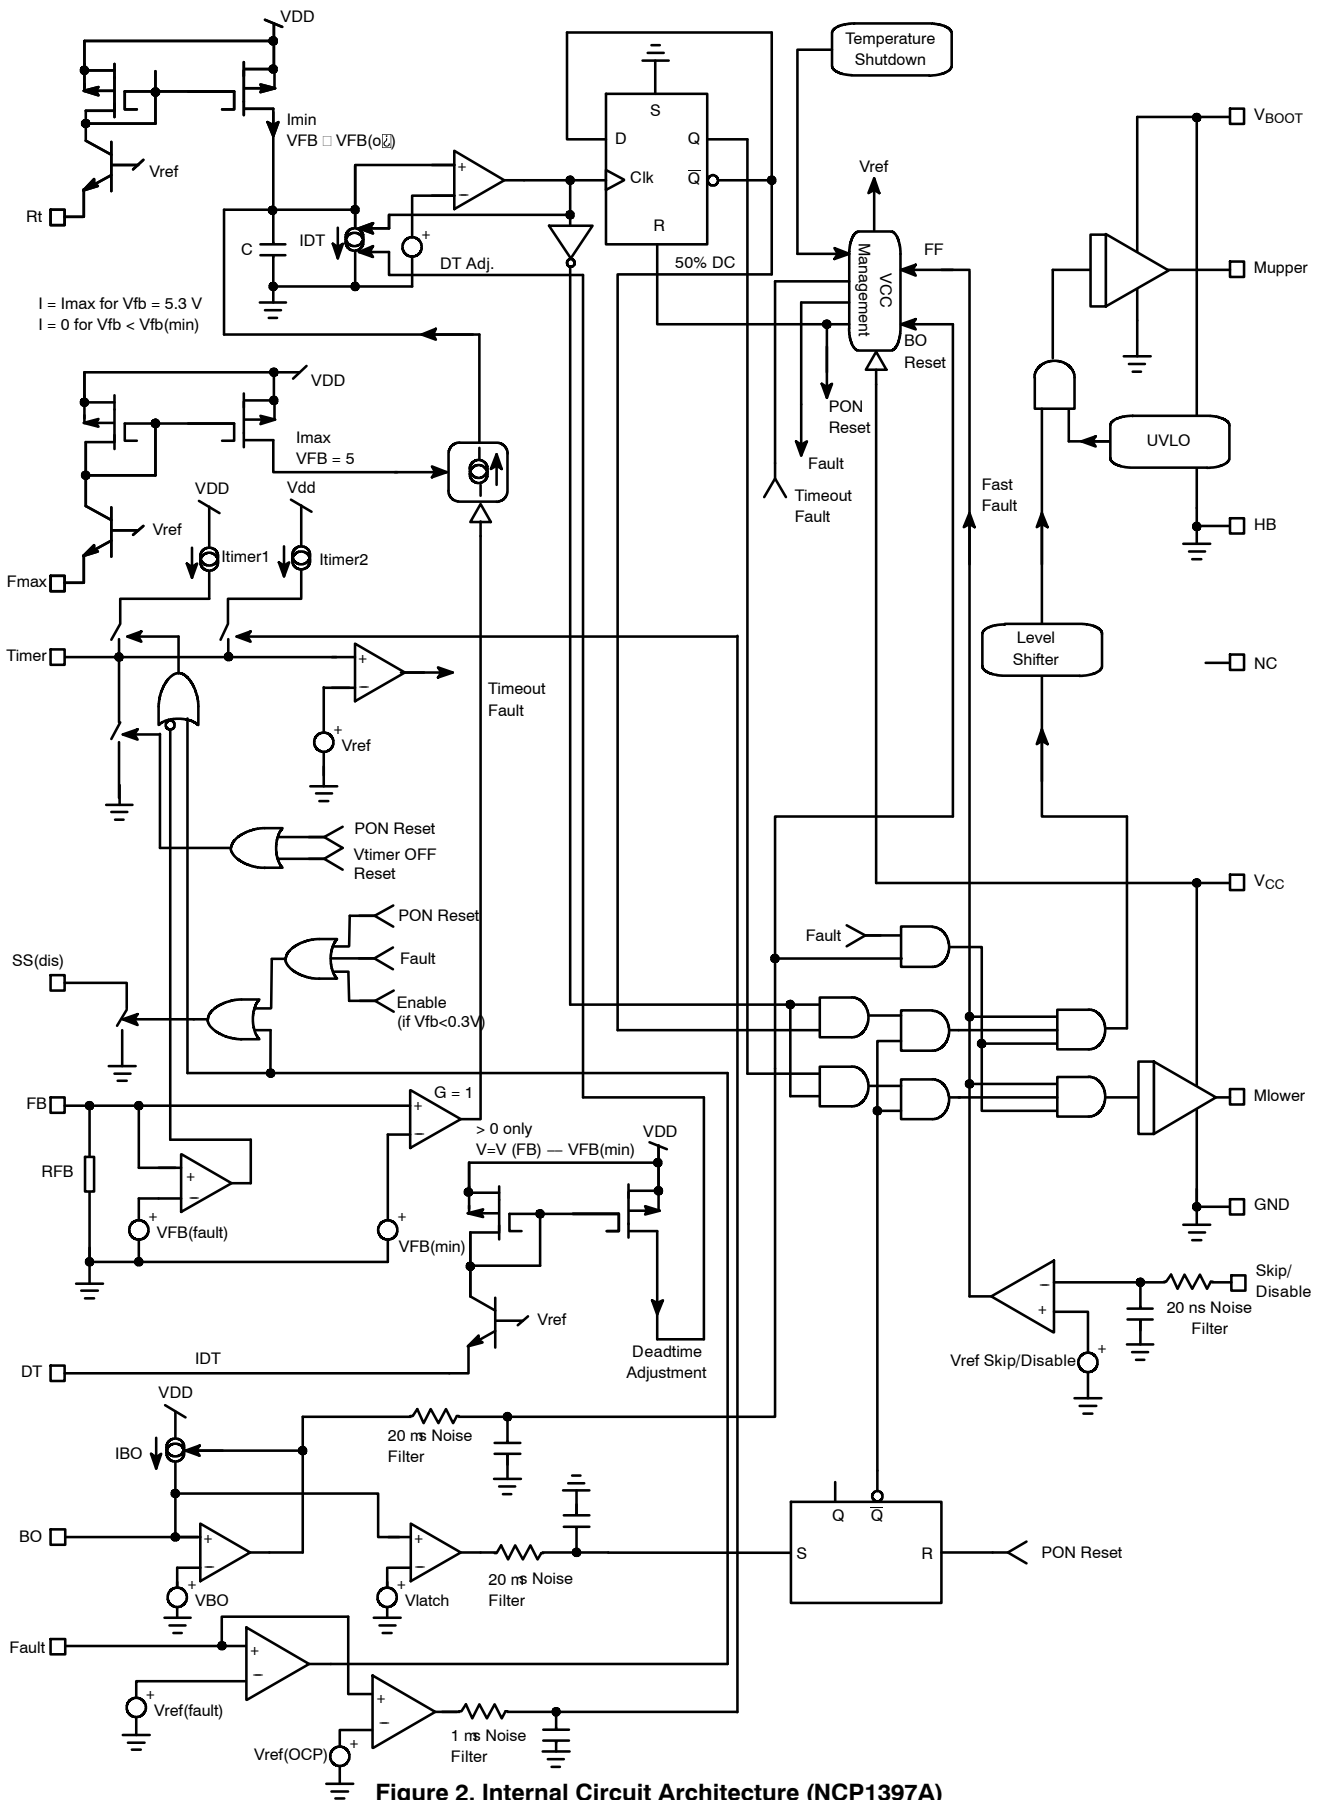 VDD
Temperature
Shutdown
Imin
VFB VFB(o
Vref
Rt
S
D
Q
Clk
Q
R
Vref
VBOOT
C
IDT
+
−
+
DT Adj.
50% DC
VCC
Management
FF
BO
Reset
Mupper
I = Imax for Vfb = 5.3 V
I = 0 for Vfb < Vfb(min)
VDD
PON
Reset
Fault
Timeout
Fault
UVLO
Imax
VFB = 5
VDD
Vdd
Vref
Itimer1
Itimer2
Fmax
Fast
Fault
HB
Timer
+
−
Timeout
Fault
+
Vref
Level
Shifter
NC
PON Reset
Vtimer OFF
Reset
VCC
PON Reset
Fault
Enable
(if Vfb<0.3V)
SS(dis)
Fault
FB
G = 1
+
−
> 0 only
V=V (FB) — VFB(min)
VDD
Mlower
RFB
+
−
+
VFB(fault)
+
VFB(min)
GND
Vref
Deadtime
Adjustment
Skip/
Disable
20 ns Noise
Filter
−
+
Vref Skip/Disable
+
DT
IDT
VDD
IBO
20 ms Noise
Filter
BO
+
−
+
VBO
+
−
+
Vlatch
20 ms Noise
Filter
Q
Q
S
R
PON Reset
Fault
+
−
+
Vref(fault)
+
−
+
Vref(OCP)
1 ms Noise
Filter
Figure 2. Internal Circuit Architecture (NCP1397A)